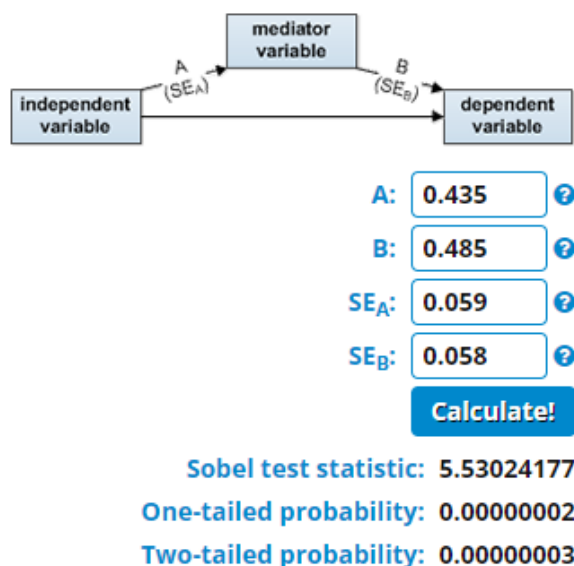 mediator
variable
A
(SEA)
B
(SEB)
independent
variable
dependent
variable
A: 0.435 ?
B: 0.485 ?
SEA: 0.059 ?
SEB: 0.058 ?
Calculate!
Sobel test statistic: 5.53024177
One-tailed probability: 0.00000002
Two-tailed probability: 0.00000003